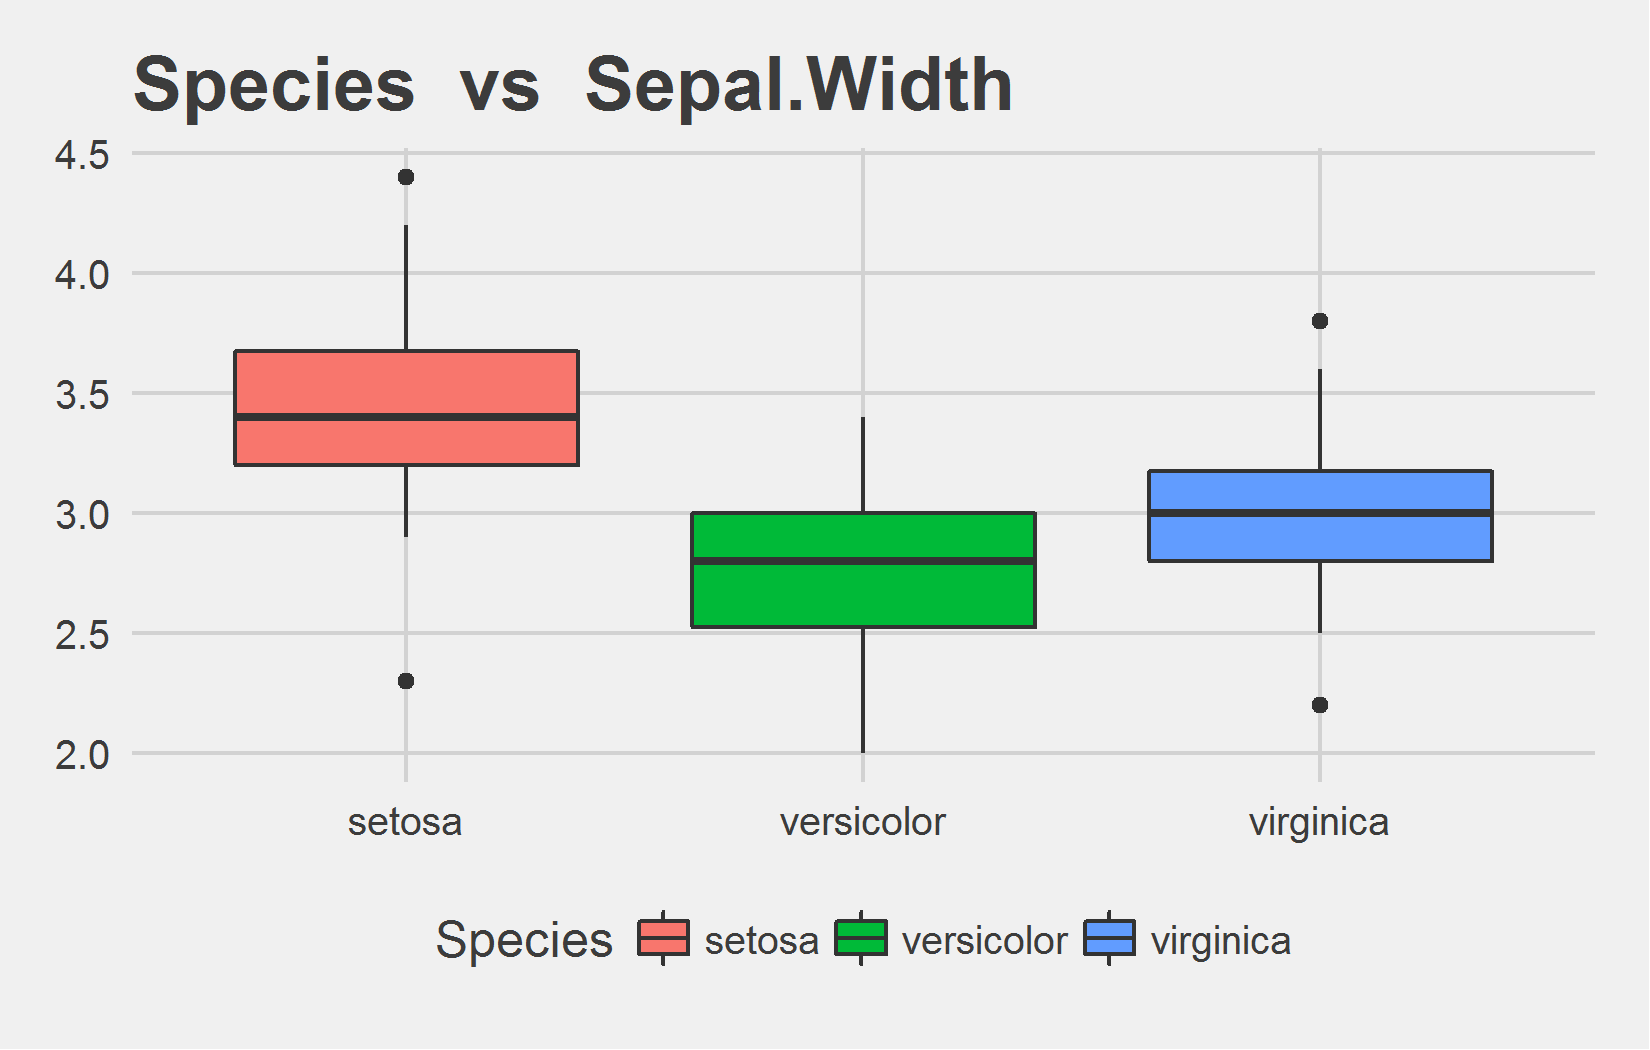 Species vs Sepal.Width
4.5
4.0
3.5
3.0
2.5
2.0
setosa versicolor virginica
Species setosa versicolor virginica